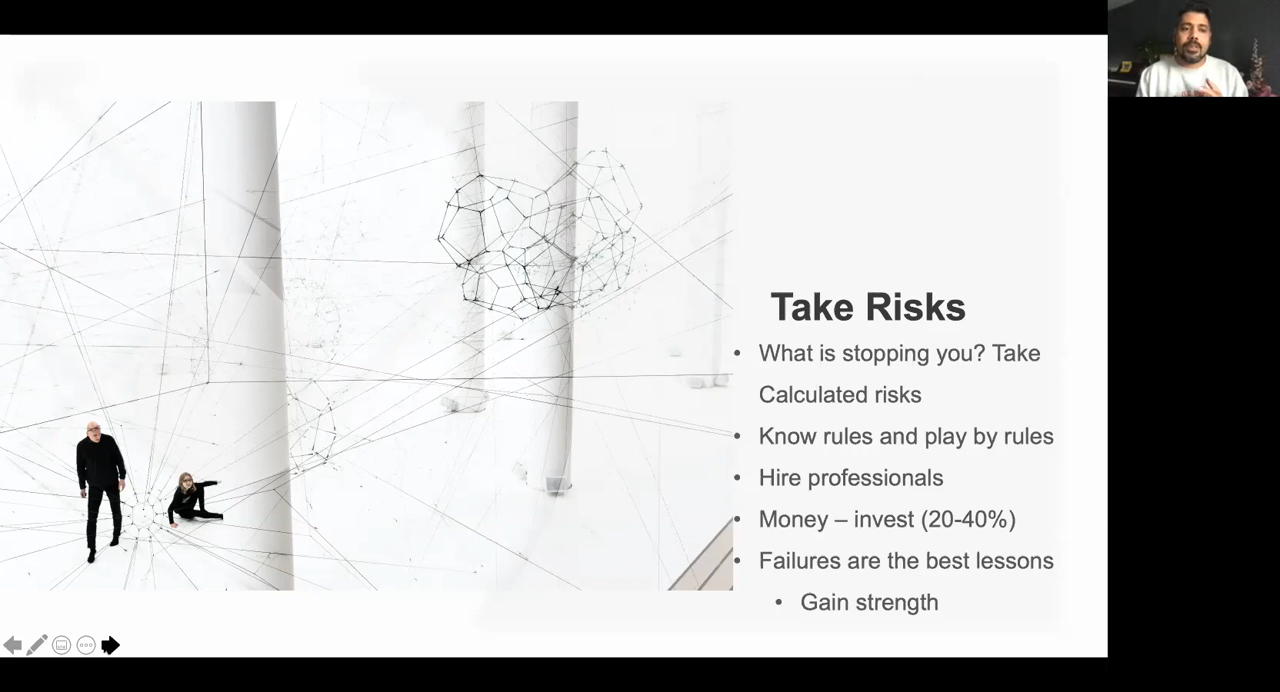 Take Risks
• What is stopping you? Take
Calculated risks
• Know rules and play by rules
• Hire professionals
• Money – invest (20-40%)
• Failures are the best lessons
• Gain strength